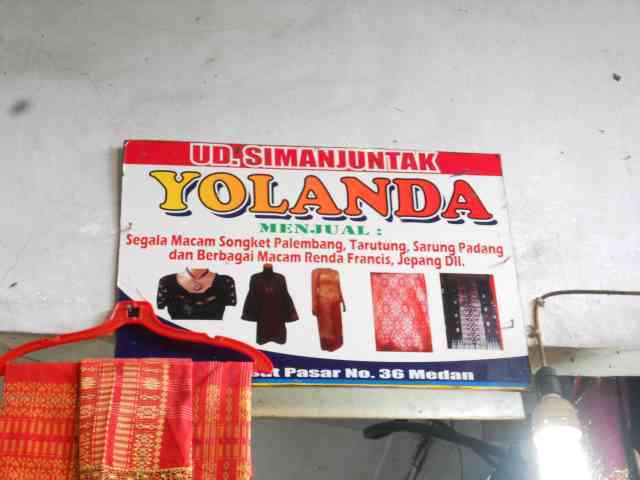 UD. SIMANJUNTAK
YOLANDA
MENJUAL :
Segala Macam Songket Palembang, Tarutung, Sarung Padang
dan Berbagai Macam Renda Francis, Jepang Dll.
Pasar No. 36 Medan